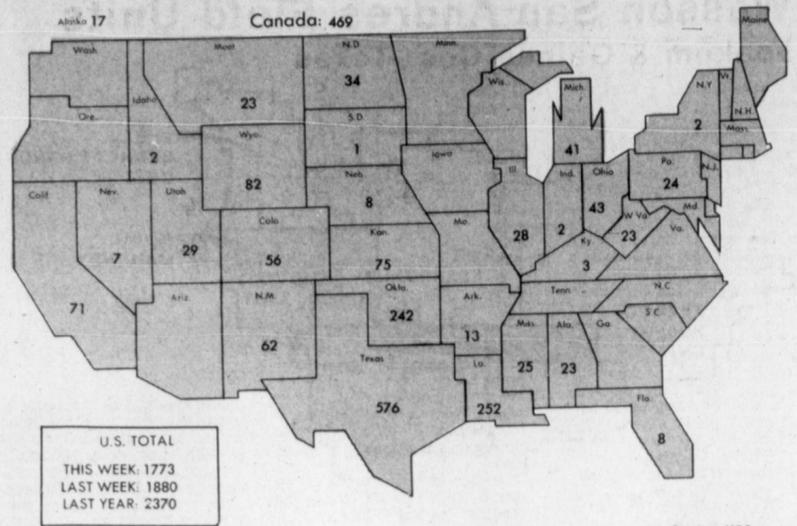 Alaska 17
Canada: 469
Wash.
Ore.
Calif.
71
Idaho
2
Nev.
7
Utah
29
Ariz.
Mont.
23
Wyo.
82
Colo.
56
N.M.
62
N.D.
34
S.D.
1
Neb.
8
Kan.
75
Okla.
242
Texas
576
Minn.
Iowa
Mo.
Ark.
13
La.
252
Wis.
Ill.
28
Mich.
41
Ind.
2
Ohio
43
Ky.
3
Tenn.
Miss.
25
Ala.
23
Ga.
Fla.
8
S.C.
N.C.
Va.
W Va.
23
Md.
Pa.
24
N.J.
N.Y.
2
Vt.
N.H.
Mass.
Maine
U.S. TOTAL
THIS WEEK: 1773
LAST WEEK: 1880
LAST YEAR: 2370